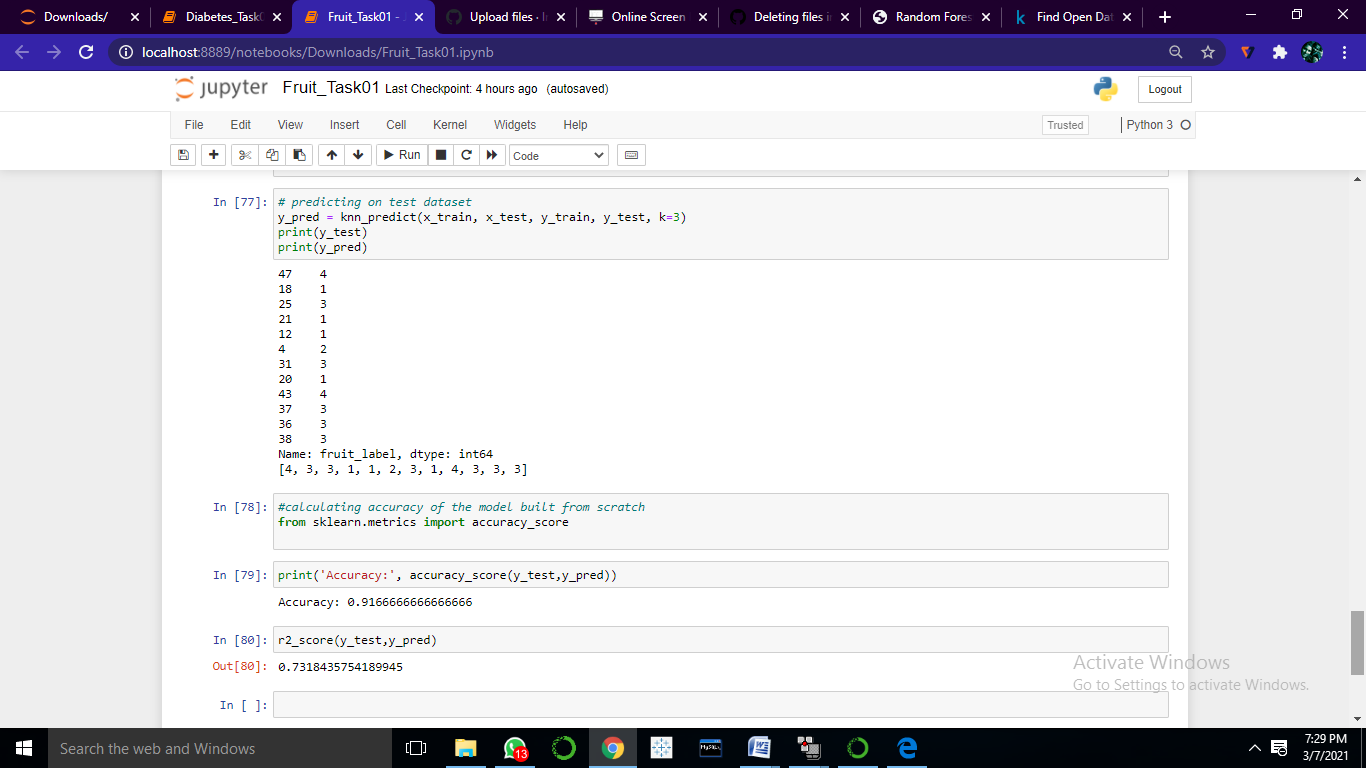 Downloads/
Diabetes_Task0
Fruit_Task01 - J
Upload files · In
Online Screen
Deleting files in
Random Fores
Find Open Dat
localhost:8889/notebooks/Downloads/Fruit_Task01.ipynb
jupyter Fruit_Task01 Last Checkpoint: 4 hours ago (autosaved)
Logout
File Edit View Insert Cell Kernel Widgets Help
Trusted
Python 3
Run
Code
In [77]:
# predicting on test dataset
y_pred = knn_predict(x_train, x_test, y_train, y_test, k=3)
print(y_test)
print(y_pred)
47 4
18 1
25 3
21 1
12 1
4 2
31 3
20 1
43 4
37 3
36 3
38 3
Name: fruit_label, dtype: int64
[4, 3, 3, 1, 1, 2, 3, 1, 4, 3, 3, 3]
In [78]:
#calculating accuracy of the model built from scratch
from sklearn.metrics import accuracy_score
In [79]:
print('Accuracy:', accuracy_score(y_test,y_pred))
Accuracy: 0.9166666666666666
In [80]:
r2_score(y_test,y_pred)
Out[80]:
0.7318435754189945
In [ ]:
Activate Windows
Go to Settings to activate Windows.
Search the web and Windows
13
MySQL
7:29 PM
3/7/2021